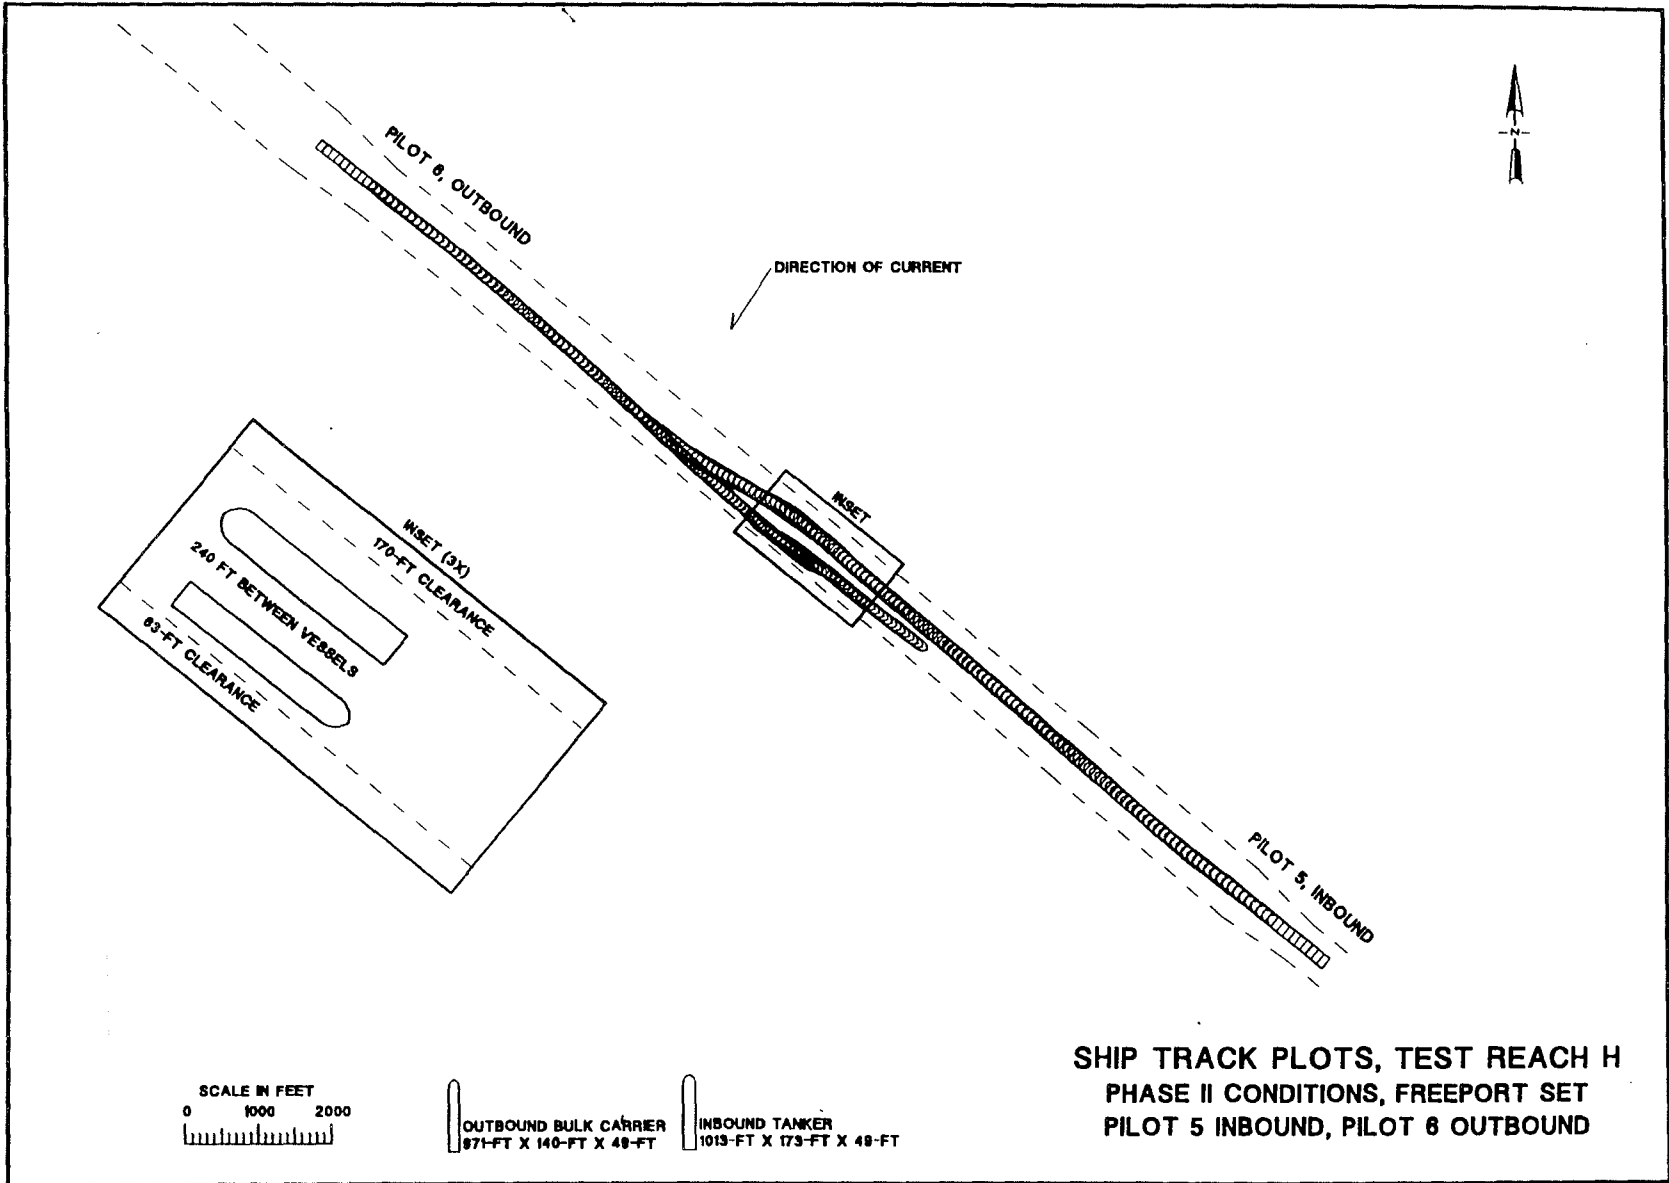 N
PILOT 6, OUTBOUND
DIRECTION OF CURRENT
INSET
INSET (3X)
170-FT CLEARANCE
240 FT BETWEEN VESSELS
63-FT CLEARANCE
PILOT 5, INBOUND
SCALE IN FEET
0 1000 2000
OUTBOUND BULK CARRIER
971-FT X 140-FT X 49-FT
INBOUND TANKER
1013-FT X 173-FT X 49-FT
SHIP TRACK PLOTS, TEST REACH H
PHASE II CONDITIONS, FREEPORT SET
PILOT 5 INBOUND, PILOT 6 OUTBOUND